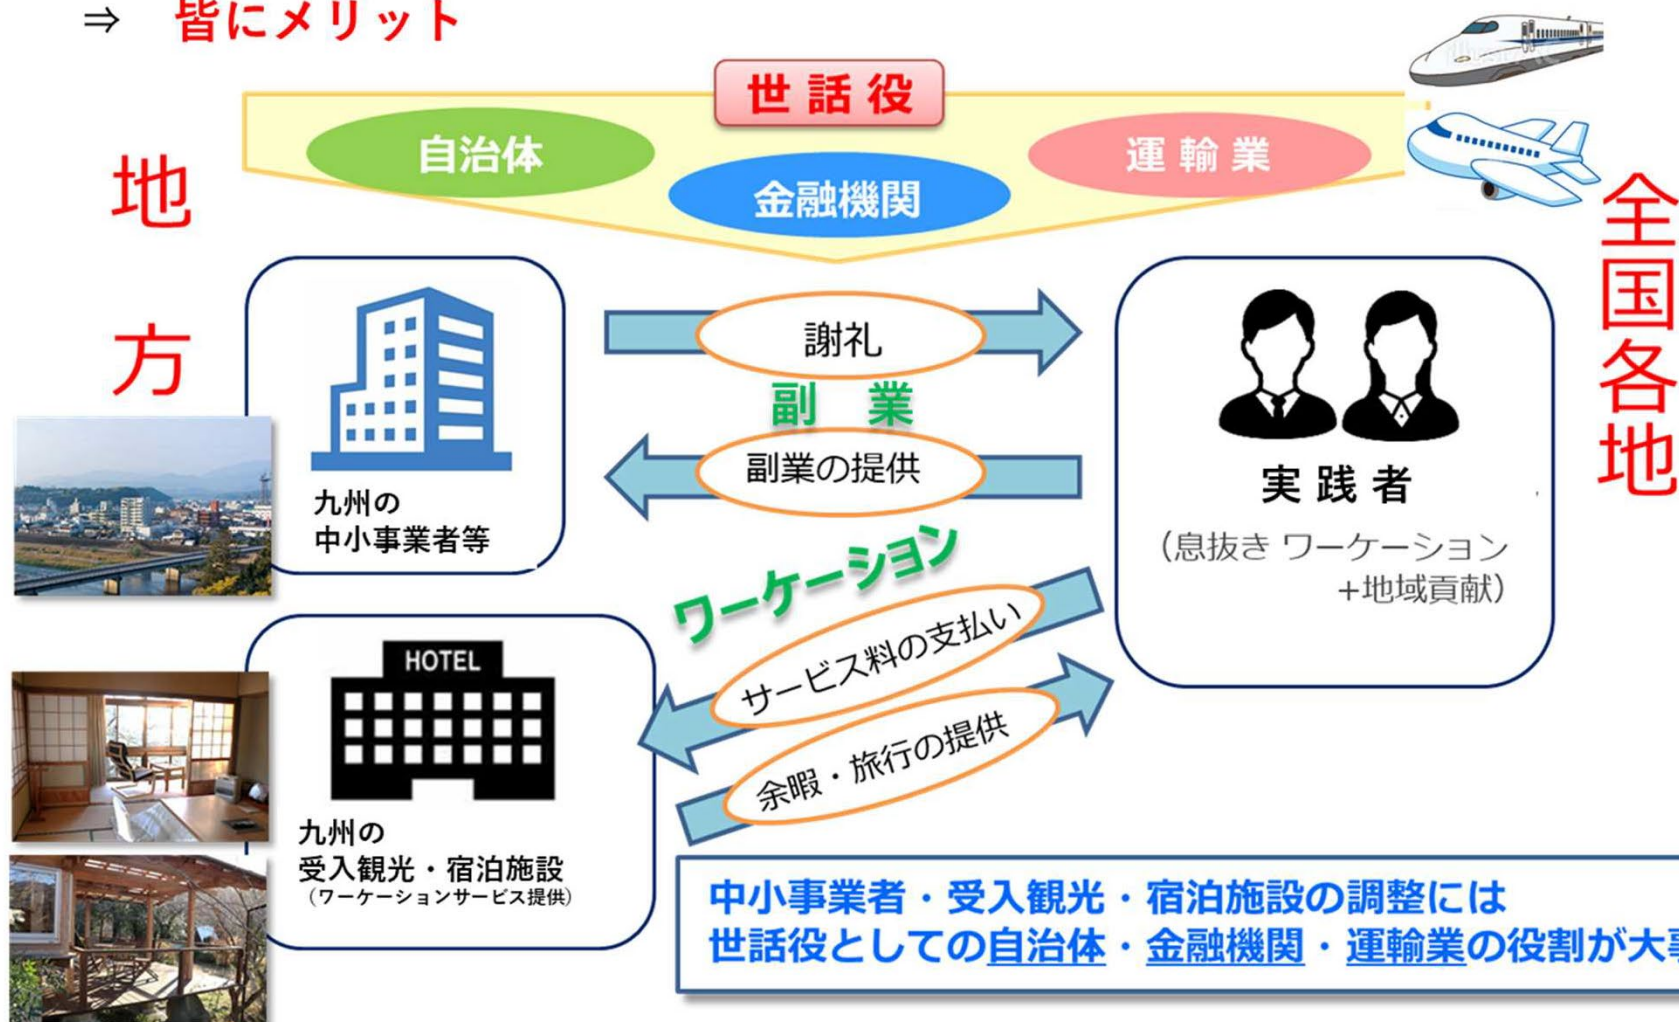 ⇒ 皆にメリット
世話役
自治体
金融機関
運輸業
地方
全国各地
謝礼
副業
副業の提供
九州の
中小事業者等
実践者
（息抜き ワーケーション
+地域貢献）
ワーケーション
サービス料の支払い
余暇・旅行の提供
HOTEL
九州の
受入観光・宿泊施設
（ワーケーションサービス提供）
中小事業者・受入観光・宿泊施設の調整には
世話役としての自治体・金融機関・運輸業の役割が大事